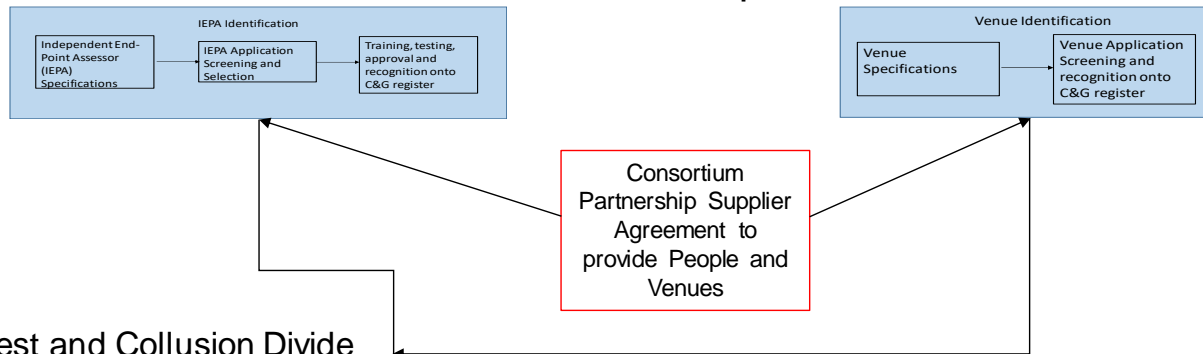 IEPA Identification
Independent End-
Point Assessor
(IEPA)
Specifications
IEPA Application
Screening and
Selection
Training, testing,
approval and
recognition onto
C&G register
Venue Identification
Venue
Specifications
Venue Application
Screening and
recognition onto
C&G register
Consortium
Partnership Supplier
Agreement to
provide People and
Venues
est and Collusion Divide